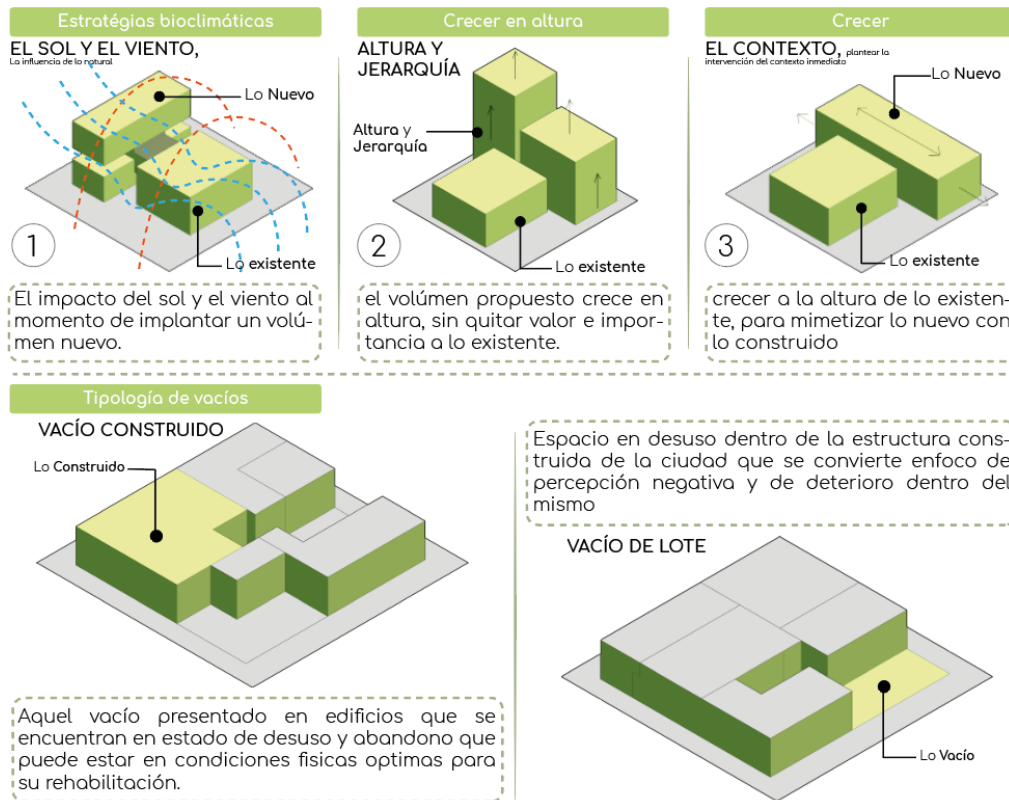 Estratégias bioclimáticas
EL SOL Y EL VIENTO,
La influencia de lo natural
Lo Nuevo
1
Lo existente
El impacto del sol y el viento al
momento de implantar un volú-
men nuevo.
Crecer en altura
ALTURA Y
JERARQUÍA
Altura y
Jerarquía
2
Lo existente
el volúmen propuesto crece en
altura, sin quitar valor e impor-
tancia a lo existente.
Crecer
EL CONTEXTO, plantear la
intervención del contexto inmediato
Lo Nuevo
3
Lo existente
crecer a la altura de lo existen-
te, para mimetizar lo nuevo con
lo construido
Tipología de vacíos
VACÍO CONSTRUIDO
Lo Construido
Aquel vacío presentado en edificios que se
encuentran en estado de desuso y abandono que
puede estar en condiciones fisicas optimas para
su rehabilitación.
Espacio en desuso dentro de la estructura cons-
truida de la ciudad que se convierte enfoco de
percepción negativa y de deterioro dentro del
mismo
VACÍO DE LOTE
Lo Vacío